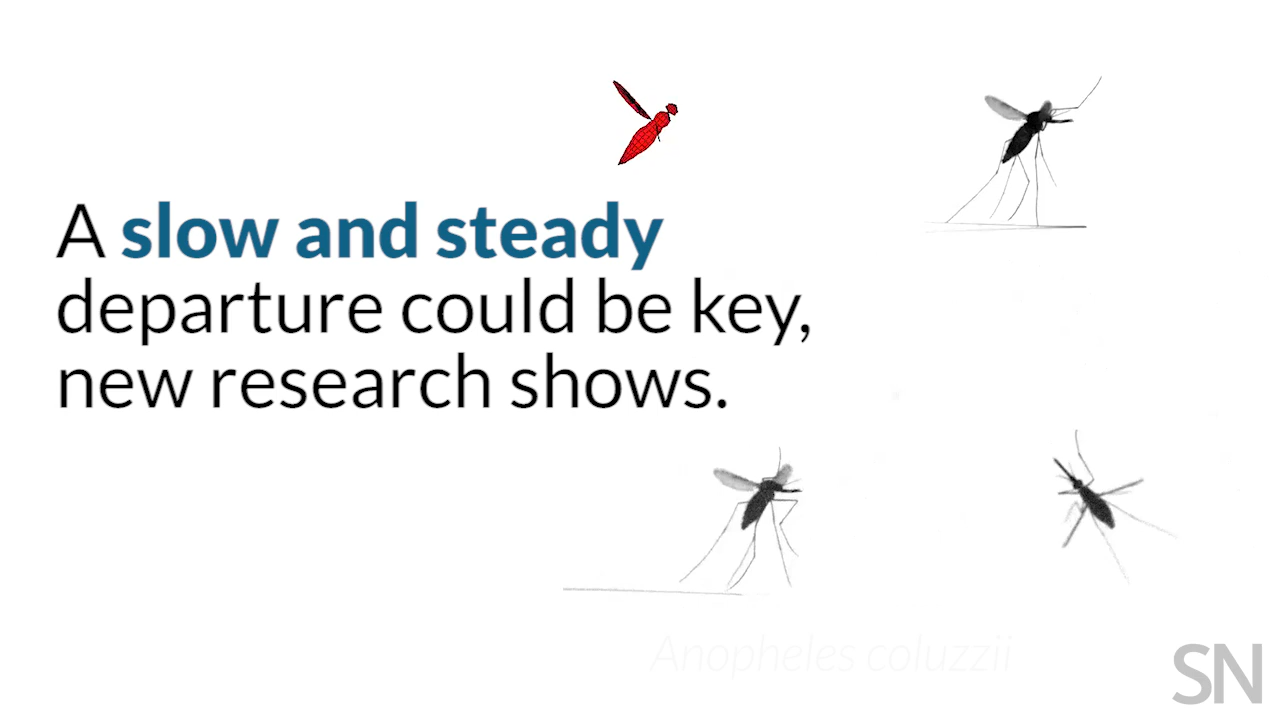 A slow and steady
departure could be key,
new research shows.
Anopheles coluzzii
SN